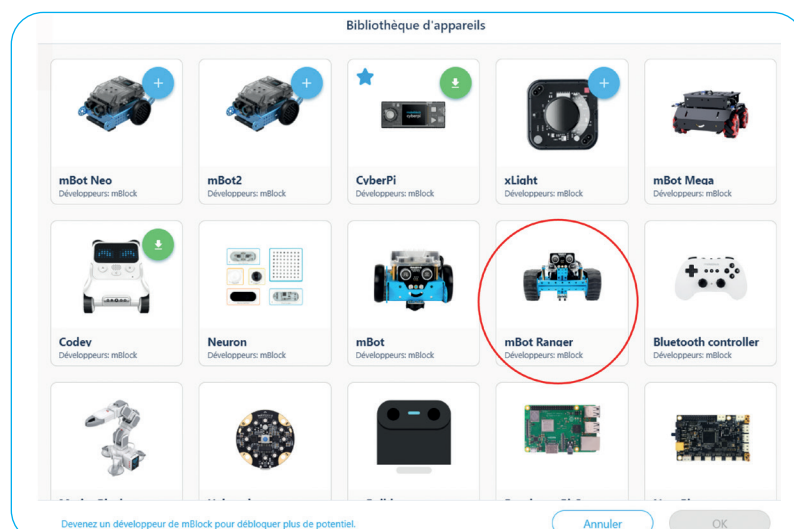 Bibliothèque d'appareils
mBot Neo
Développeurs: mBlock
mBot2
Développeurs: mBlock
CyberPi
Développeurs: mBlock
xLight
Développeurs: mBlock
mBot Mega
Développeurs: mBlock
Codey
Développeurs: mBlock
Neuron
Développeurs: mBlock
mBot
Développeurs: mBlock
mBot Ranger
Développeurs: mBlock
Bluetooth controller
Développeurs: mBlock
Devenez un développeur de mBlock pour débloquer plus de potentiel.
Annuler
OK